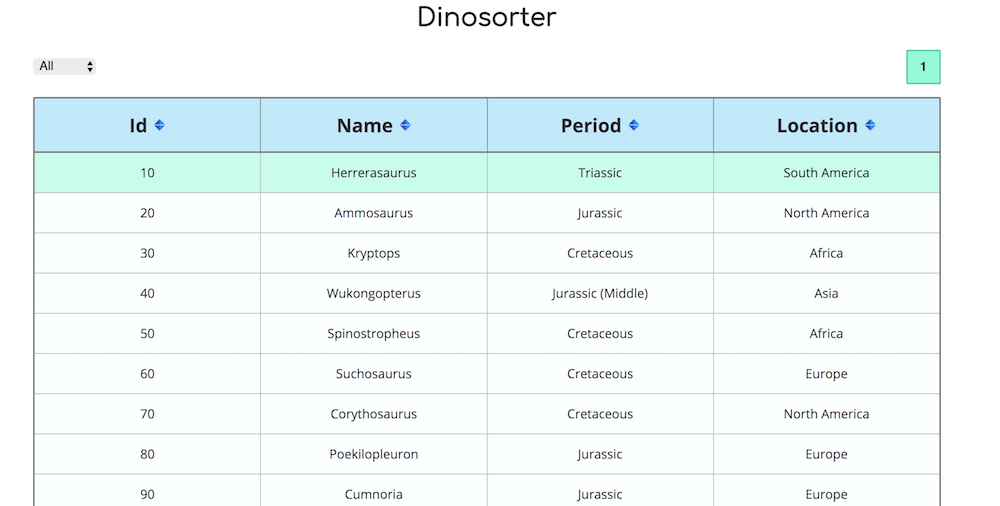 Dinosorter
All 1
Id Name Period Location
10 Herrerasaurus Triassic South America
20 Ammosaurus Jurassic North America
30 Kryptops Cretaceous Africa
40 Wukongopterus Jurassic (Middle) Asia
50 Spinostropheus Cretaceous Africa
60 Suchosaurus Cretaceous Europe
70 Corythosaurus Cretaceous North America
80 Poekilopleuron Jurassic Europe
90 Cumnoria Jurassic Europe